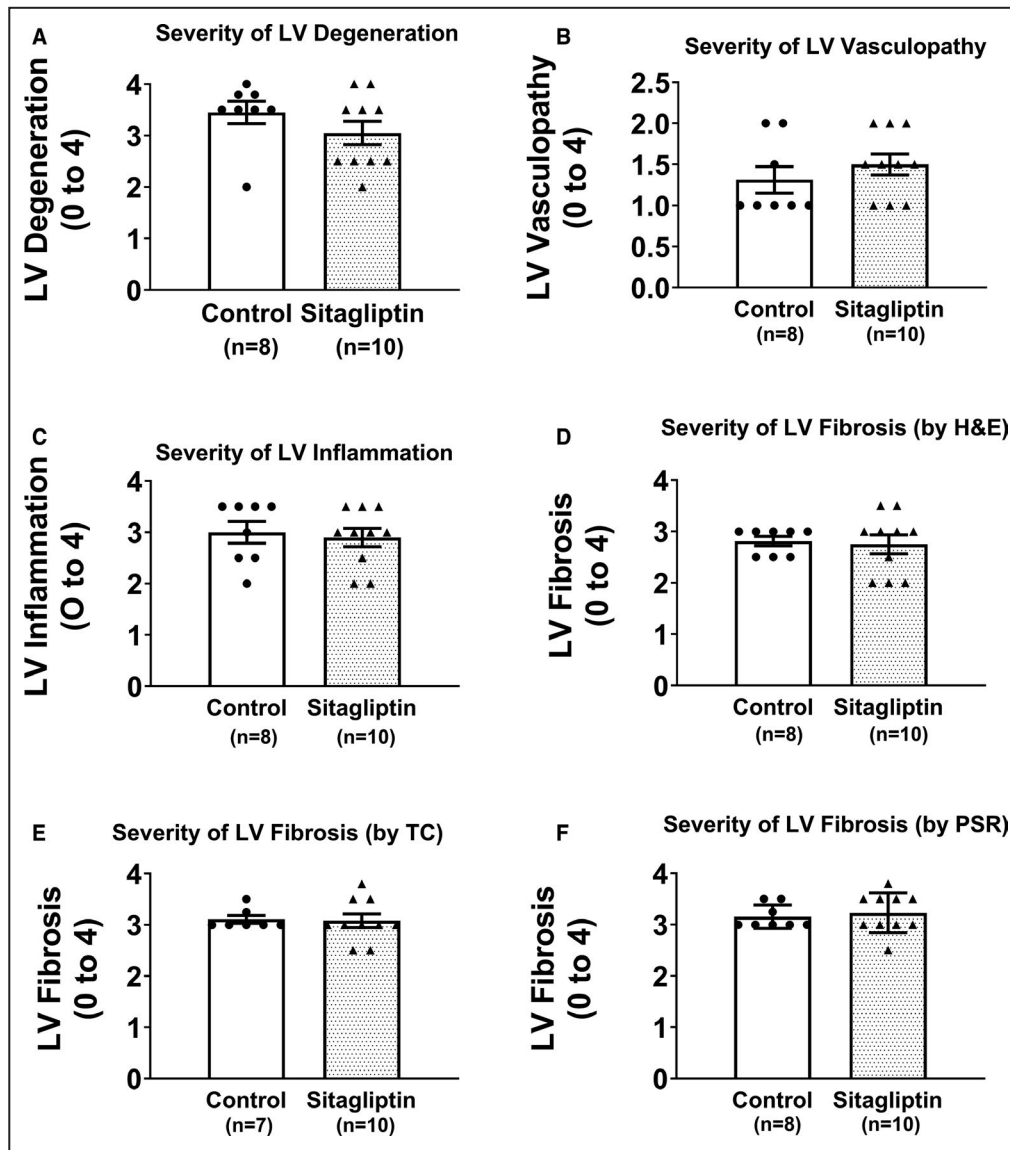 A
Severity of LV Degeneration
LV Degeneration
(0 to 4)
4
3
2
1
0
Control Sitagliptin
(n=8) (n=10)
B
Severity of LV Vasculopathy
LV Vasculopathy
(0 to 4)
2.5
2.0
1.5
1.0
0.5
0.0
Control Sitagliptin
(n=8) (n=10)
C
Severity of LV Inflammation
LV Inflammation
(O to 4)
4
3
2
1
0
Control Sitagliptin
(n=8) (n=10)
D
Severity of LV Fibrosis (by H&E)
LV Fibrosis
(0 to 4)
4
3
2
1
0
Control Sitagliptin
(n=8) (n=10)
E
Severity of LV Fibrosis (by TC)
LV Fibrosis
(0 to 4)
4
3
2
1
0
Control Sitagliptin
(n=7) (n=10)
F
Severity of LV Fibrosis (by PSR)
LV Fibrosis
(0 to 4)
4
3
2
1
0
Control Sitagliptin
(n=8) (n=10)